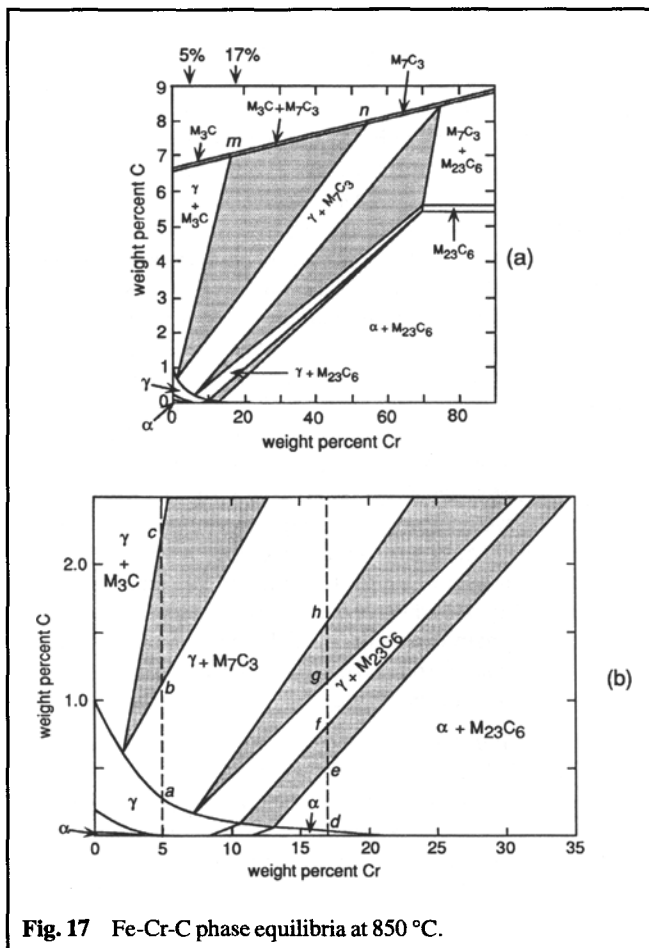 5% 17%
M7C3
9
M3C+M7C3
n
8
M3C
m
7
M7C3
+
M23C6
γ
+
M3C
6
γ + M7C3
5
M23C6
(a)
weight percent C
4
3
α + M23C6
2
1
γ
γ + M23C6
0
α
0 20 40 60 80
weight percent Cr
c
γ
+
M3C
2.0
h
γ + M7C3
γ + M23C6
g
b
(b)
weight percent C
1.0
f
α + M23C6
e
a
γ
α
d
α
0
0 5 10 15 20 25 30 35
weight percent Cr
Fig. 17 Fe-Cr-C phase equilibria at 850 °C.